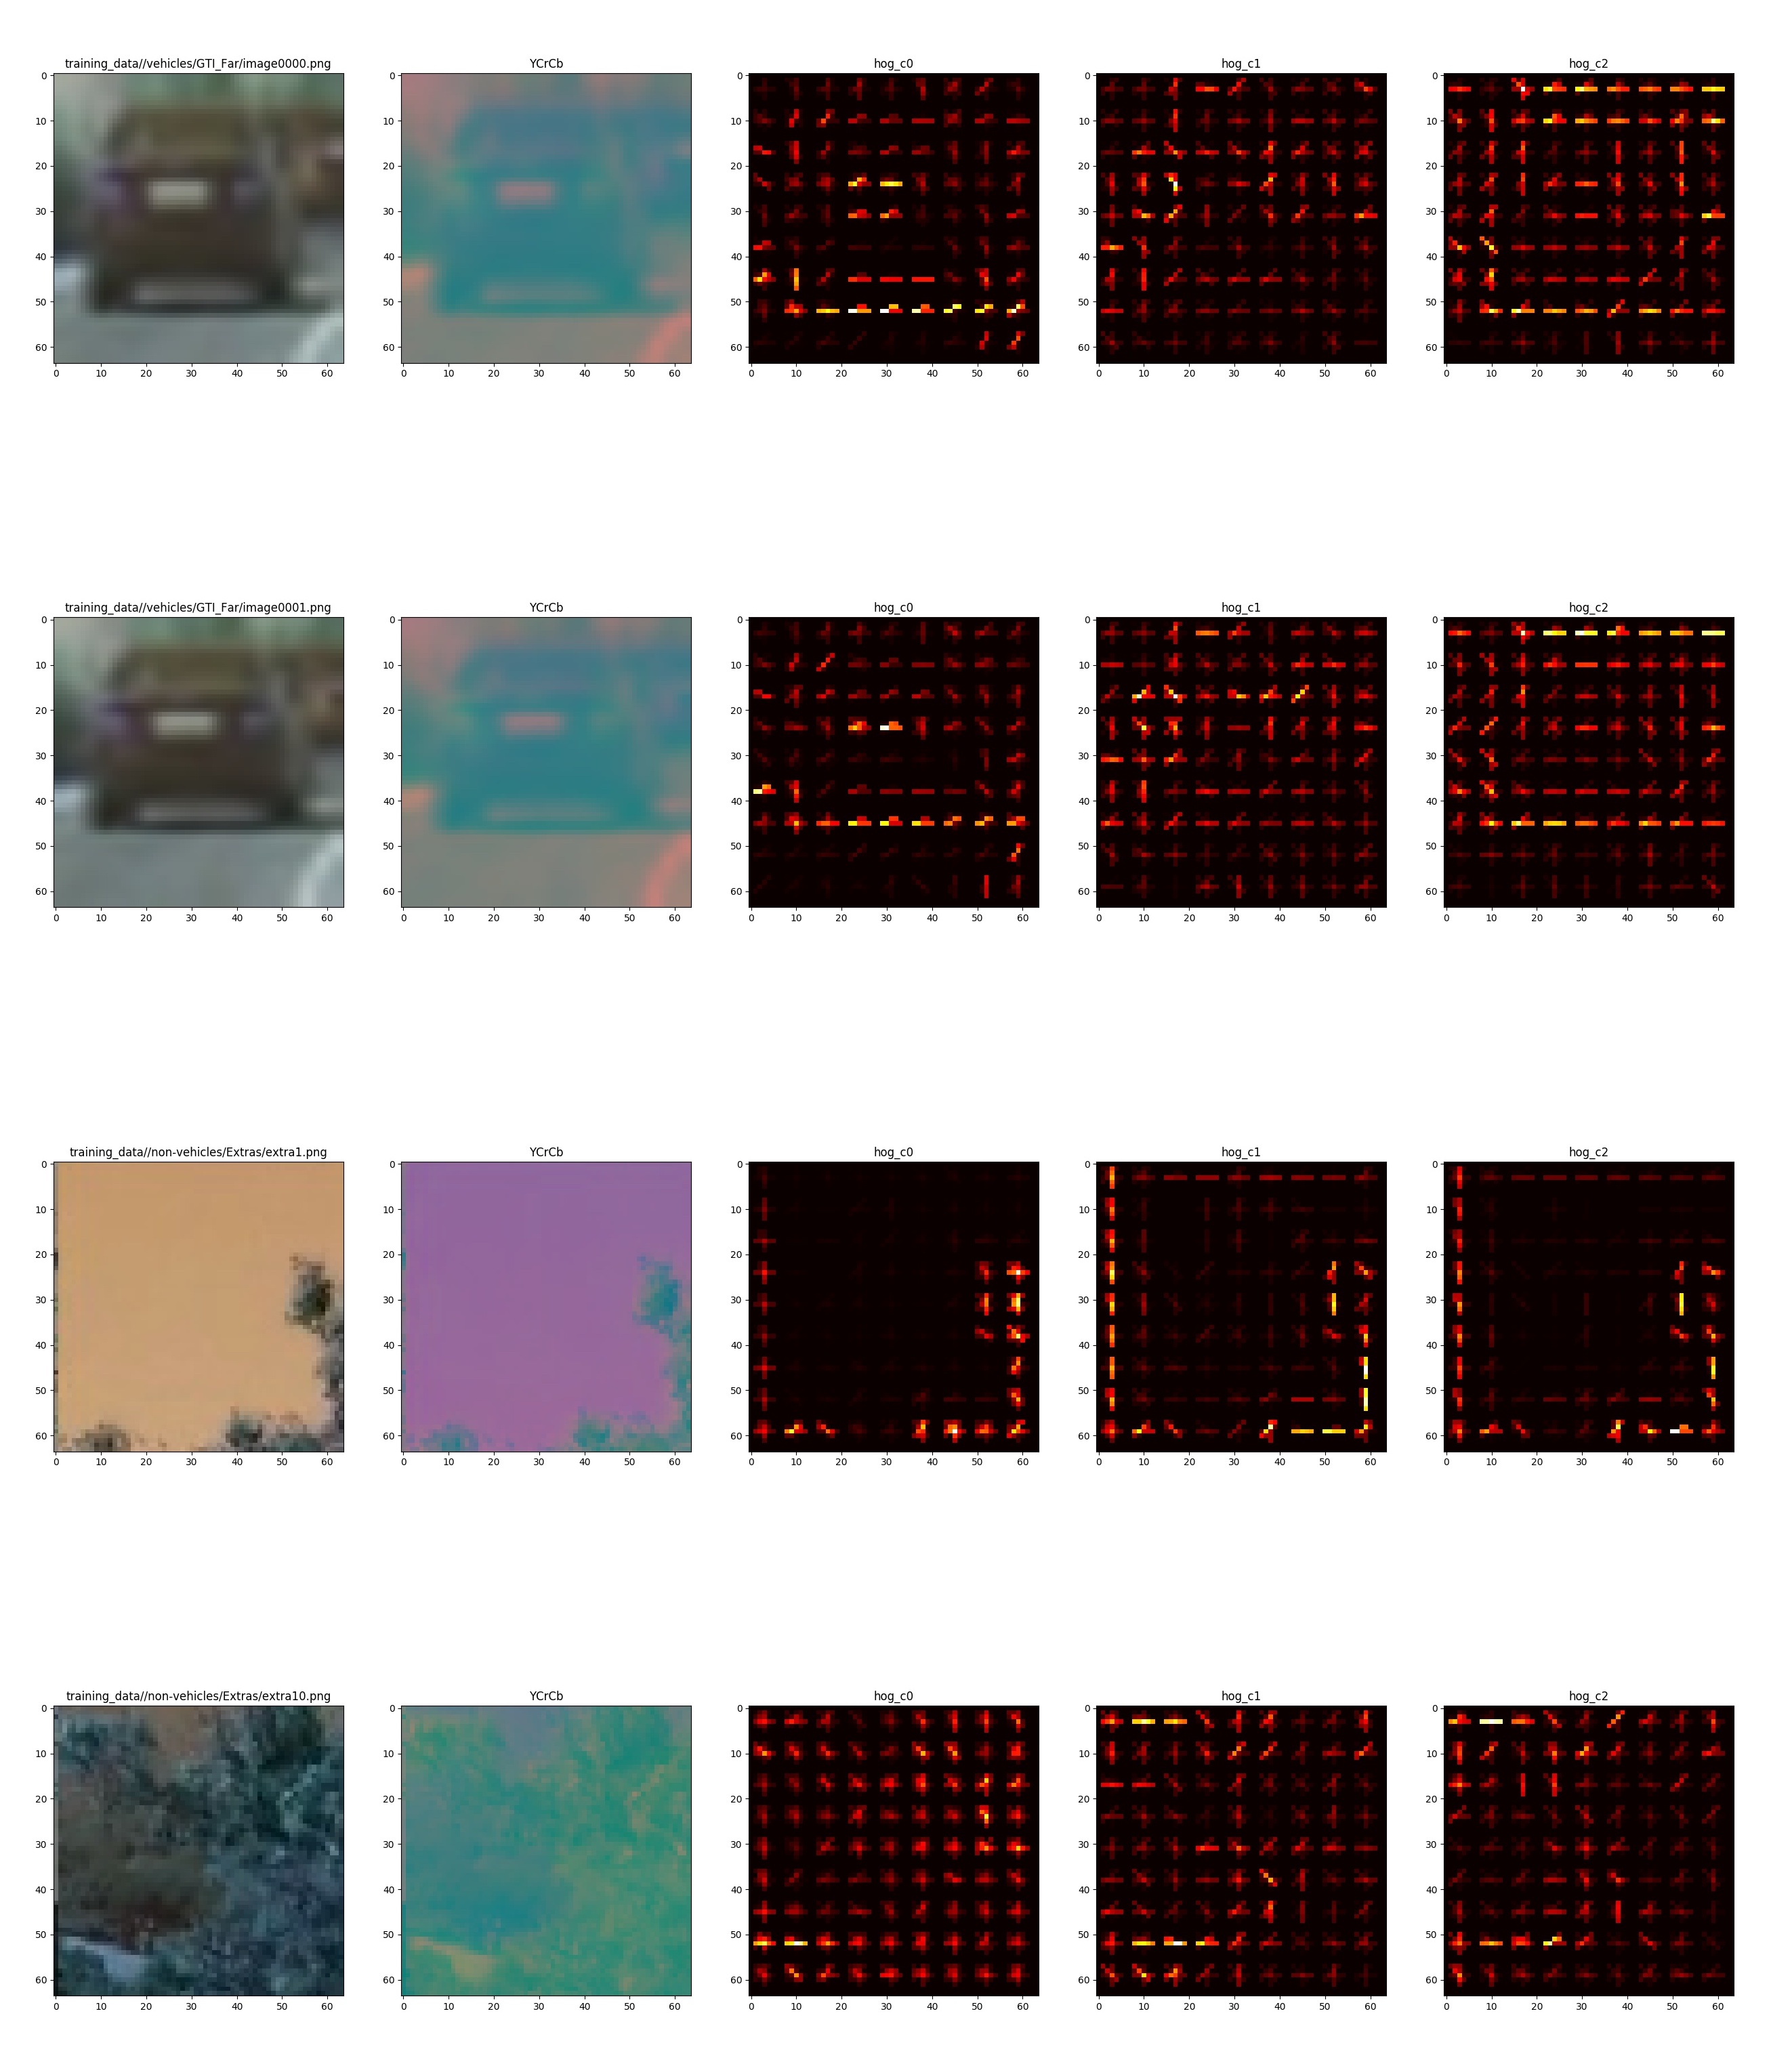 training_data//vehicles/GTI_Far/image0000.png YCrCb hog_c0 hog_c1 hog_c2
0 0 0 0 0
10 10 10 10 10
20 20 20 20 20
30 30 30 30 30
40 40 40 40 40
50 50 50 50 50
60 60 60 60 60
0 10 20 30 40 50 60 0 10 20 30 40 50 60 0 10 20 30 40 50 60 0 10 20 30 40 50 60 0 10 20 30 40 50 60
training_data//vehicles/GTI_Far/image0001.png YCrCb hog_c0 hog_c1 hog_c2
0 0 0 0 0
10 10 10 10 10
20 20 20 20 20
30 30 30 30 30
40 40 40 40 40
50 50 50 50 50
60 60 60 60 60
0 10 20 30 40 50 60 0 10 20 30 40 50 60 0 10 20 30 40 50 60 0 10 20 30 40 50 60 0 10 20 30 40 50 60
training_data//non-vehicles/Extras/extra1.png YCrCb hog_c0 hog_c1 hog_c2
0 0 0 0 0
10 10 10 10 10
20 20 20 20 20
30 30 30 30 30
40 40 40 40 40
50 50 50 50 50
60 60 60 60 60
0 10 20 30 40 50 60 0 10 20 30 40 50 60 0 10 20 30 40 50 60 0 10 20 30 40 50 60 0 10 20 30 40 50 60
training_data//non-vehicles/Extras/extra10.png YCrCb hog_c0 hog_c1 hog_c2
0 0 0 0 0
10 10 10 10 10
20 20 20 20 20
30 30 30 30 30
40 40 40 40 40
50 50 50 50 50
60 60 60 60 60
0 10 20 30 40 50 60 0 10 20 30 40 50 60 0 10 20 30 40 50 60 0 10 20 30 40 50 60 0 10 20 30 40 50 60